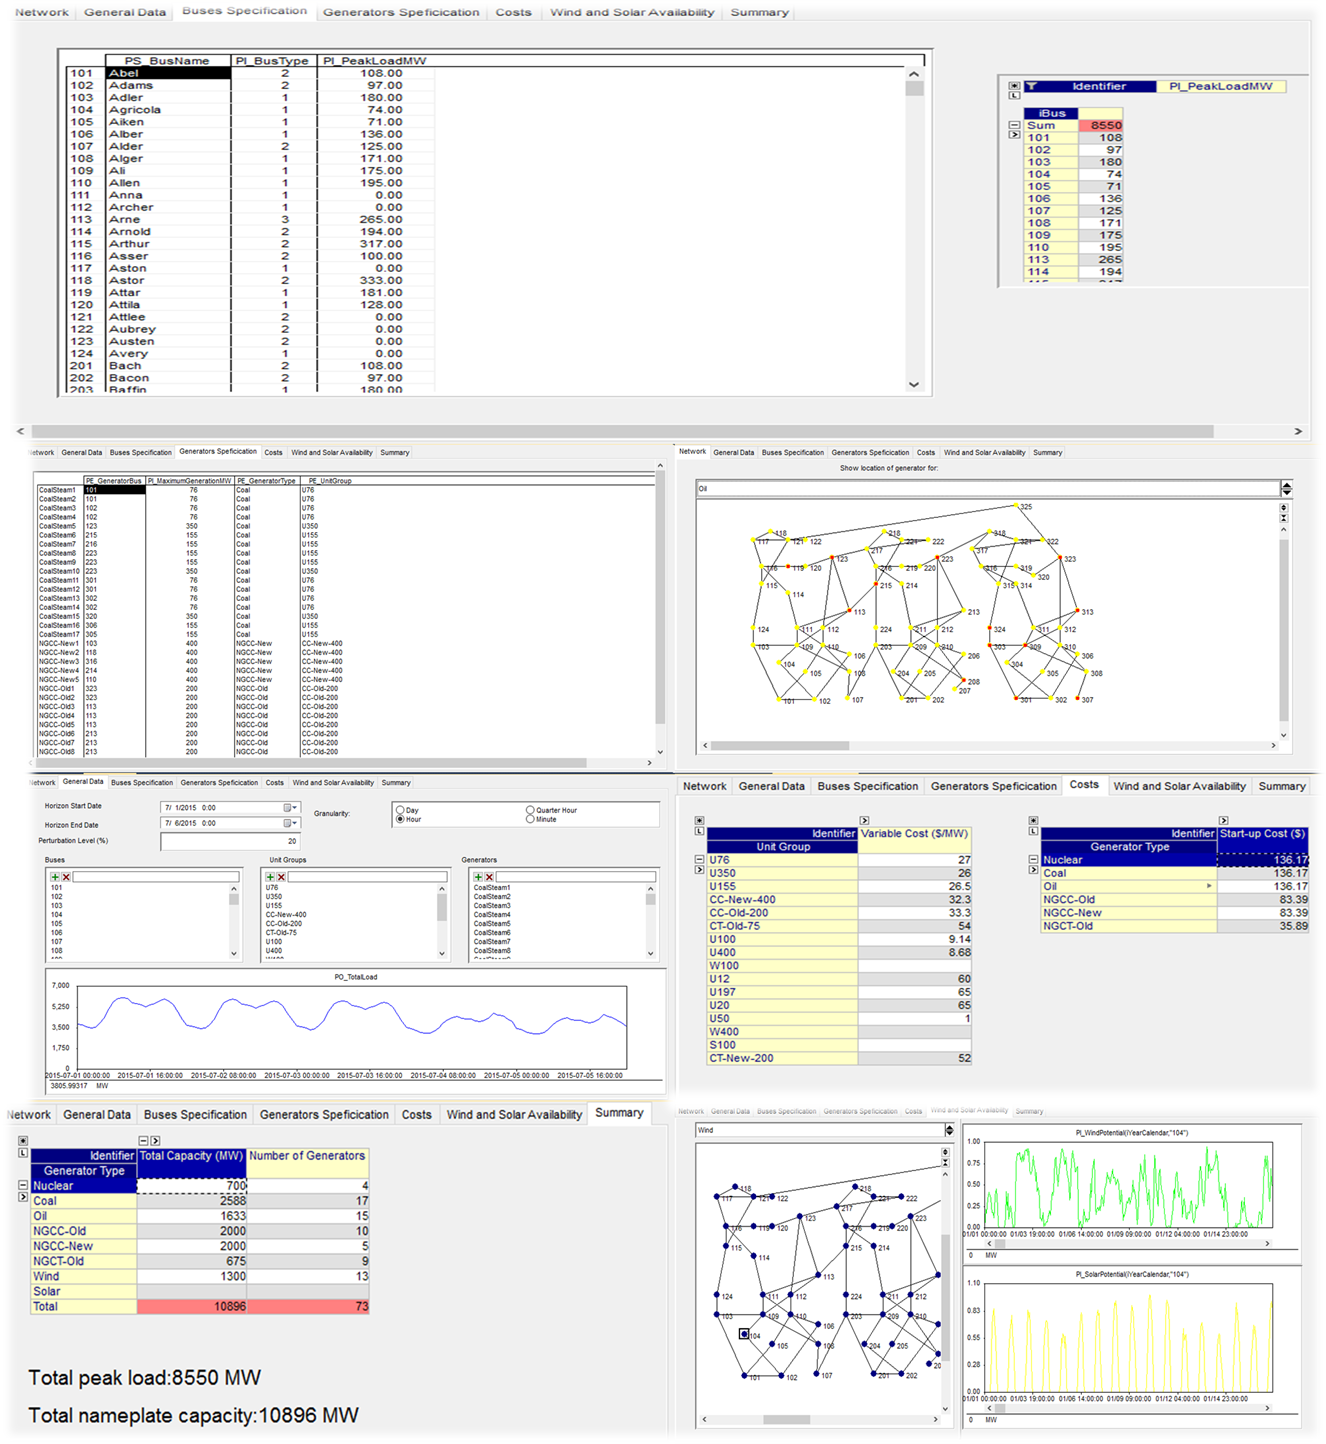 Network General Data Buses Specification Generators Speficication Costs Wind and Solar Availability Summary
PS_BusName PI_BusType PI_PeakLoadMW
101 Abel 2 108.00
102 Adams 2 97.00
103 Adler 1 180.00
104 Agricola 1 74.00
105 Aiken 1 71.00
106 Alber 1 136.00
107 Alder 2 125.00
108 Alger 1 171.00
109 Ali 1 175.00
110 Allen 1 195.00
111 Anna 1 0.00
112 Archer 1 0.00
113 Arne 3 265.00
114 Arnold 2 194.00
115 Arthur 2 317.00
116 Asser 2 100.00
117 Aston 1 0.00
118 Astor 2 333.00
119 Attar 1 181.00
120 Attila 1 128.00
121 Attlee 2 0.00
122 Aubrey 2 0.00
123 Austen 2 0.00
124 Avery 1 0.00
201 Bach 2 108.00
202 Bacon 2 97.00
203 Baffin 1 180.00
Identifier PI_PeakLoadMW
iBus
Sum 8550
101 108
102 97
103 180
104 74
105 71
106 136
107 125
108 171
109 175
110 195
113 265
114 194
Network General Data Buses Specification Generators Speficication Costs Wind and Solar Availability Summary
PE_GeneratorBus PI_MaximumGenerationMW PE_GeneratorType PE_UnitGroup
CoalSteam1 101 76 Coal U76
CoalSteam2 101 76 Coal U76
CoalSteam3 102 76 Coal U76
CoalSteam4 102 76 Coal U76
CoalSteam5 123 350 Coal U350
CoalSteam6 215 155 Coal U155
CoalSteam7 216 155 Coal U155
CoalSteam8 223 155 Coal U155
CoalSteam9 223 155 Coal U155
CoalSteam10 223 350 Coal U350
CoalSteam11 301 76 Coal U76
CoalSteam12 301 76 Coal U76
CoalSteam13 302 76 Coal U76
CoalSteam14 302 76 Coal U76
CoalSteam15 320 350 Coal U350
CoalSteam16 306 155 Coal U155
CoalSteam17 305 155 Coal U155
NGCC-New1 103 400 NGCC-New CC-New-400
NGCC-New2 118 400 NGCC-New CC-New-400
NGCC-New3 316 400 NGCC-New CC-New-400
NGCC-New4 214 400 NGCC-New CC-New-400
NGCC-New5 110 400 NGCC-New CC-New-400
NGCC-Old1 323 200 NGCC-Old CC-Old-200
NGCC-Old2 323 200 NGCC-Old CC-Old-200
NGCC-Old3 113 200 NGCC-Old CC-Old-200
NGCC-Old4 113 200 NGCC-Old CC-Old-200
NGCC-Old5 113 200 NGCC-Old CC-Old-200
NGCC-Old6 213 200 NGCC-Old CC-Old-200
NGCC-Old7 213 200 NGCC-Old CC-Old-200
NGCC-Old8 213 200 NGCC-Old CC-Old-200
Network General Data Buses Specification Generators Speficication Costs Wind and Solar Availability Summary
Show location of generator for:
Oil
325
118 218 318
117 121 122 221 222 317 321 322
217
123 223 323
116 119 120 216 219 220 316 319
320
115 215 214 315 314
114
113 213 313
124 111 112 224 211 212 324 311 312
103 109 110 203 209 210 303 309 310
106 206 306
104 304
105 108 205 305 308
208
207
101 102 107 201 202 301 302 307
Network General Data Buses Specification Generators Speficication Costs Wind and Solar Availability Summary
Horizon Start Date 7/ 1/2015 0:00
Horizon End Date 7/ 6/2015 0:00
Perturbation Level (%) 20
Granularity:
Day Quarter Hour
Hour Minute
Buses Unit Groups Generators
101 U76 CoalSteam1
102 U350 CoalSteam2
103 U155 CoalSteam3
104 CC-New-400 CoalSteam4
105 CC-Old-200 CoalSteam5
106 CT-Old-75 CoalSteam6
107 U100 CoalSteam7
108 U400 CoalSteam8
PO_TotalLoad
7,000
5,250
3,500
1,750
0
2015-07-01 00:00:00 2015-07-01 16:00:00 2015-07-02 08:00:00 2015-07-03 00:00:00 2015-07-03 16:00:00 2015-07-04 08:00:00 2015-07-05 00:00:00 2015-07-05 16:00:00
3805.99317 MW
Network General Data Buses Specification Generators Speficication Costs Wind and Solar Availability Summary
Identifier Variable Cost ($/MW)
Unit Group
U76 27
U350 26
U155 26.5
CC-New-400 32.3
CC-Old-200 33.3
CT-Old-75 54
U100 9.14
U400 8.68
W100
U12 60
U197 65
U20 65
U50 1
W400
S100
CT-New-200 52
Identifier Start-up Cost ($)
Generator Type
Nuclear 136.17
Coal 136.17
Oil 136.17
NGCC-Old 83.39
NGCC-New 83.39
NGCT-Old 35.89
Network General Data Buses Specification Generators Speficication Costs Wind and Solar Availability Summary
Identifier Total Capacity (MW) Number of Generators
Generator Type
Nuclear 700 4
Coal 2588 17
Oil 1633 15
NGCC-Old 2000 10
NGCC-New 2000 5
NGCT-Old 675 9
Wind 1300 13
Solar
Total 10896 73
Total peak load:8550 MW
Total nameplate capacity:10896 MW
Network General Data Buses Specification Generators Speficication Costs Wind and Solar Availability Summary
Wind
118 218
117 121 122 221 222
217
123 223
116 119 120 216 219 220
115 215 214
114
113
124 111 112 224 211 212
103 109 110 203 209 210
106
104
105 108 204 205
101 102 107 201 202
PI_WindPotential(iYearCalendar,"104")
1.00
0.75
0.50
0.25
0.00
01/01 00:00:00 01/03 19:00:00 01/06 14:00:00 01/09 09:00:00 01/12 04:00:00 01/14 23:00:00
0 MW
PI_SolarPotential(iYearCalendar,"104")
1.10
0.83
0.55
0.28
0.00
01/01 00:00:00 01/03 19:00:00 01/06 14:00:00 01/09 09:00:00 01/12 04:00:00 01/14 23:00:00
0 MW